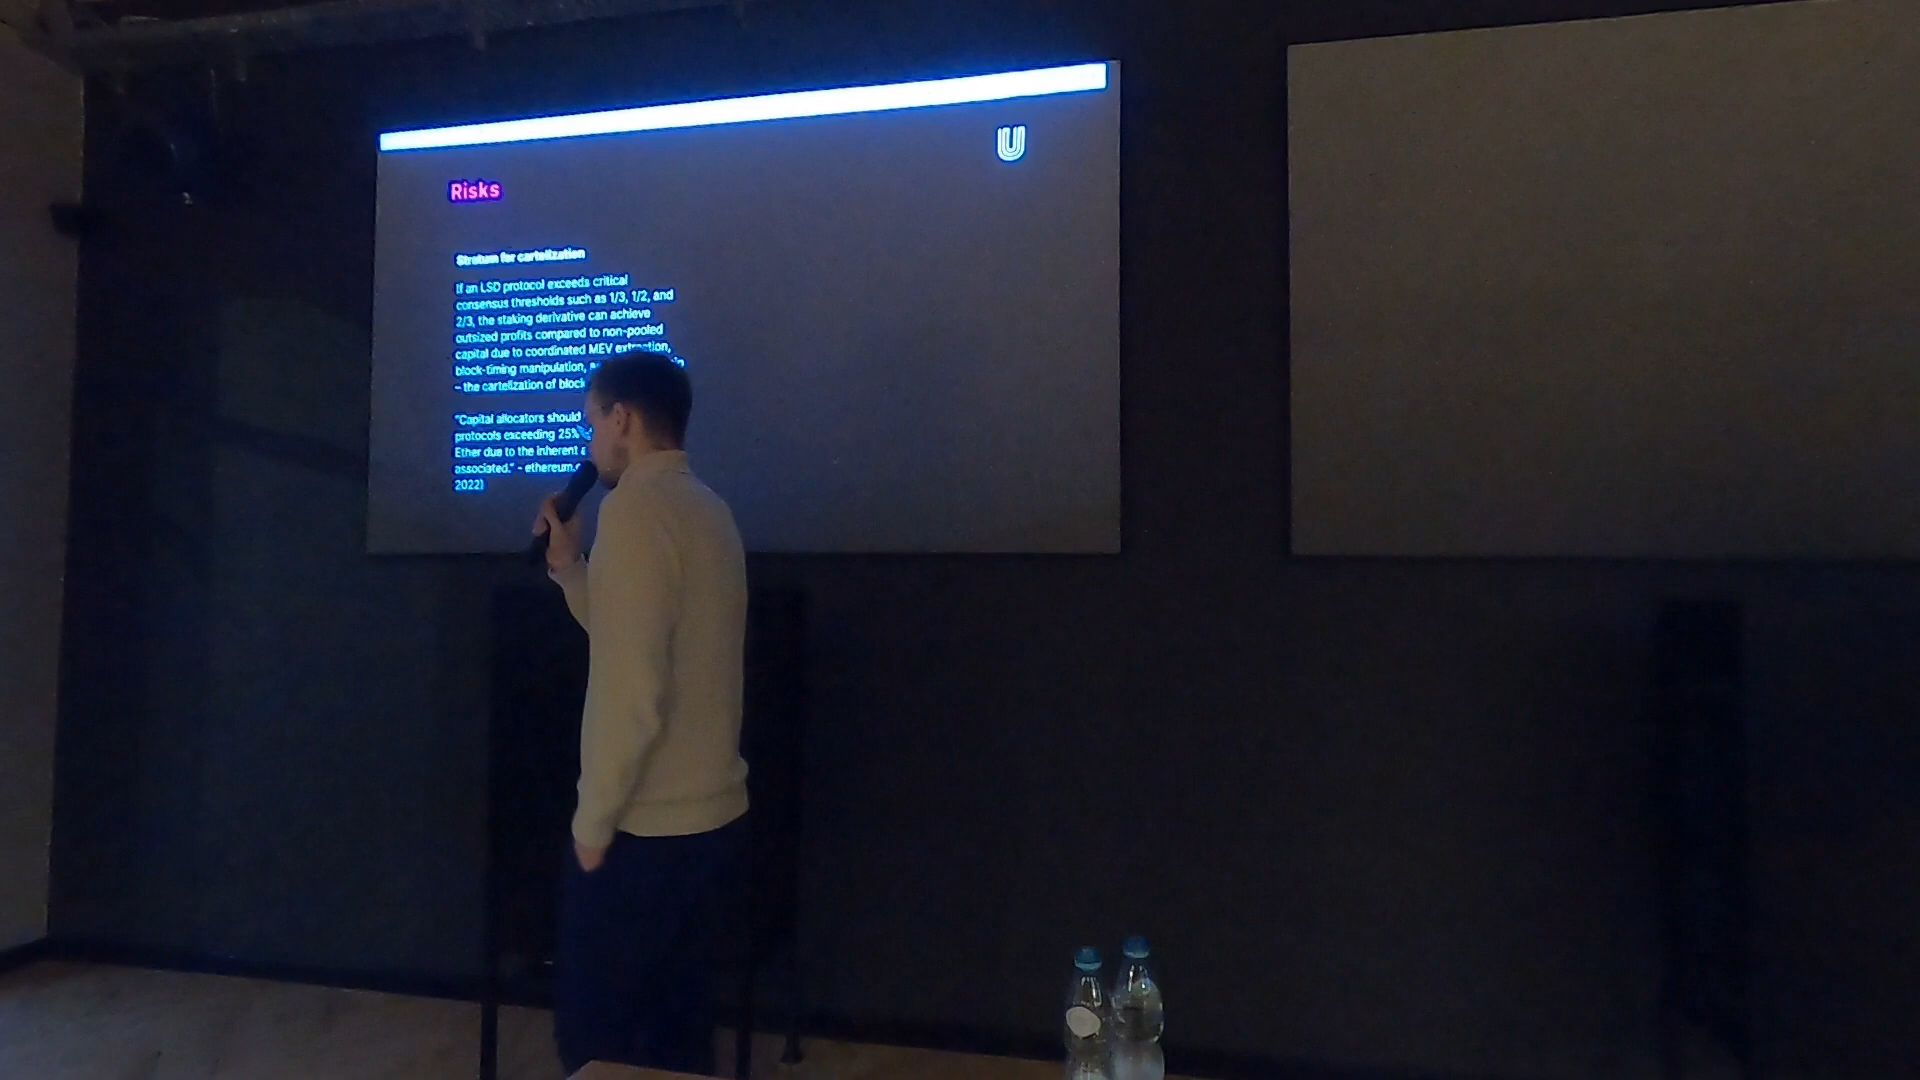 U
Risks
Stratum for cartelization
If an LSD protocol exceeds critical
consensus thresholds such as 1/3, 1/2, and
2/3, the staking derivative can achieve
outsized profits compared to non-pooled
capital due to coordinated MEV extraction,
block-timing manipulation,
– the cartelization of
"Capital allocators should
protocols exceeding 25%
Ether due to the inherent
associated." - ethereum.
2022)